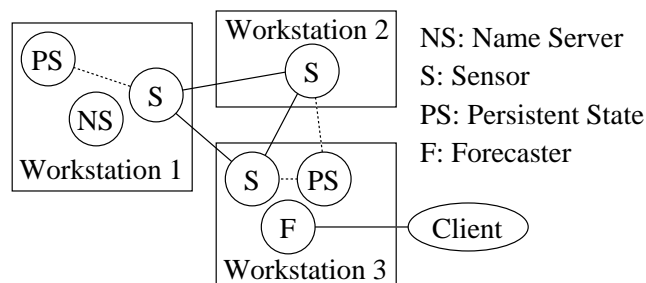 PS
S
NS
Workstation 1
Workstation 2
S
S
PS
F
Workstation 3
Client
NS: Name Server
S: Sensor
PS: Persistent State
F: Forecaster